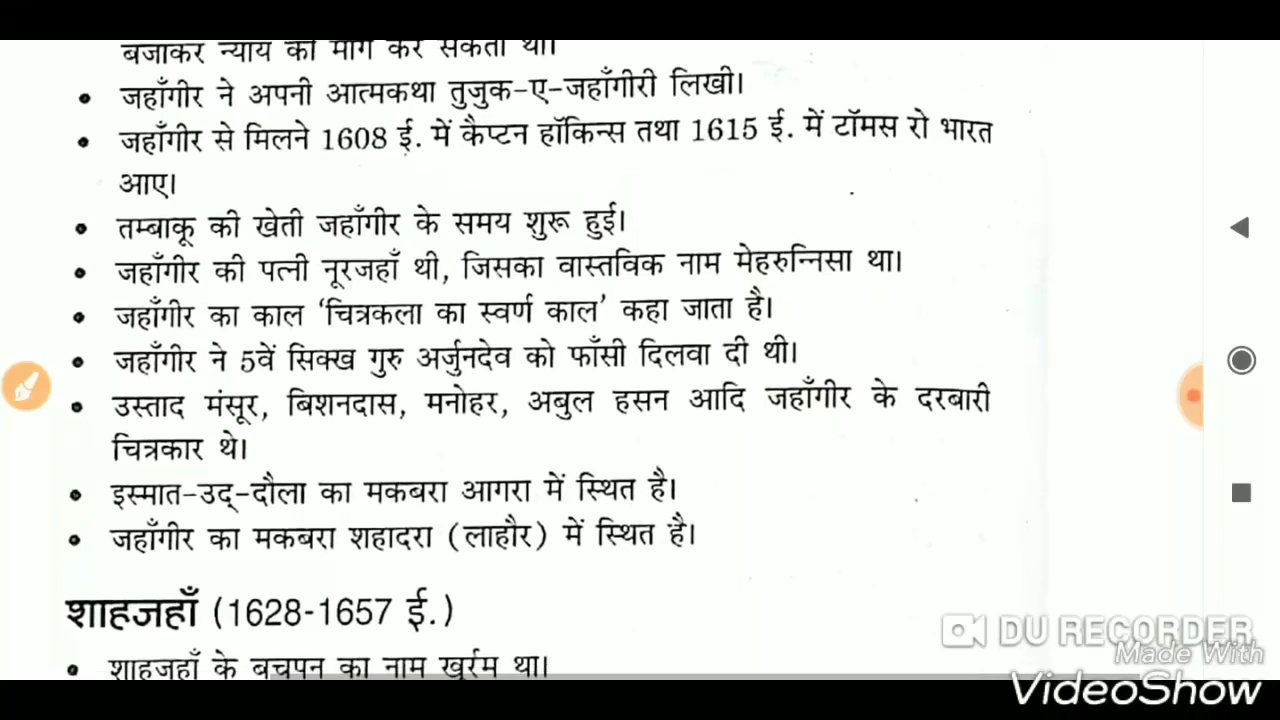 बजाकर न्याय की माँग कर सकता था।
• जहाँगीर ने अपनी आत्मकथा तुजुक-ए-जहाँगीरी लिखी।
• जहाँगीर से मिलने 1608 ई. में कैप्टन हॉकिन्स तथा 1615 ई. में टॉमस रो भारत
आए।
• तम्बाकू की खेती जहाँगीर के समय शुरू हुई।
• जहाँगीर की पत्नी नूरजहाँ थी, जिसका वास्तविक नाम मेहरुन्निसा था।
• जहाँगीर का काल ‘चित्रकला का स्वर्ण काल’ कहा जाता है।
• जहाँगीर ने 5वें सिक्ख गुरु अर्जुनदेव को फाँसी दिलवा दी थी।
• उस्ताद मंसूर, बिशनदास, मनोहर, अबुल हसन आदि जहाँगीर के दरबारी
चित्रकार थे।
• इस्मात-उद्-दौला का मकबरा आगरा में स्थित है।
• जहाँगीर का मकबरा शहादरा (लाहौर) में स्थित है।
शाहजहाँ (1628-1657 ई.)
• शाहजहाँ के बचपन का नाम खुर्रम था।
DU RECORDER
Made With
VideoShow